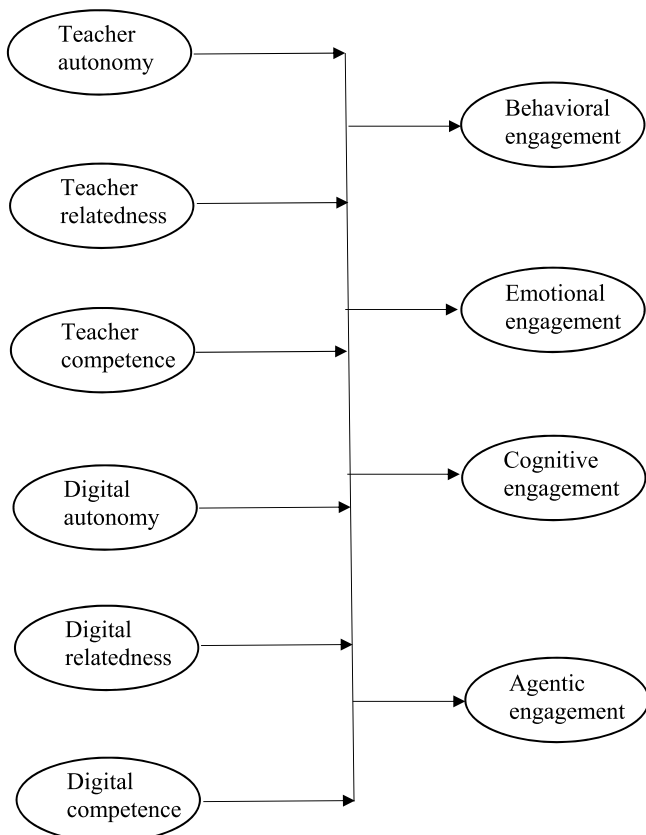 Teacher
autonomy
Behavioral
engagement
Teacher
relatedness
Emotional
engagement
Teacher
competence
Cognitive
engagement
Digital
autonomy
Digital
relatedness
Agentic
engagement
Digital
competence